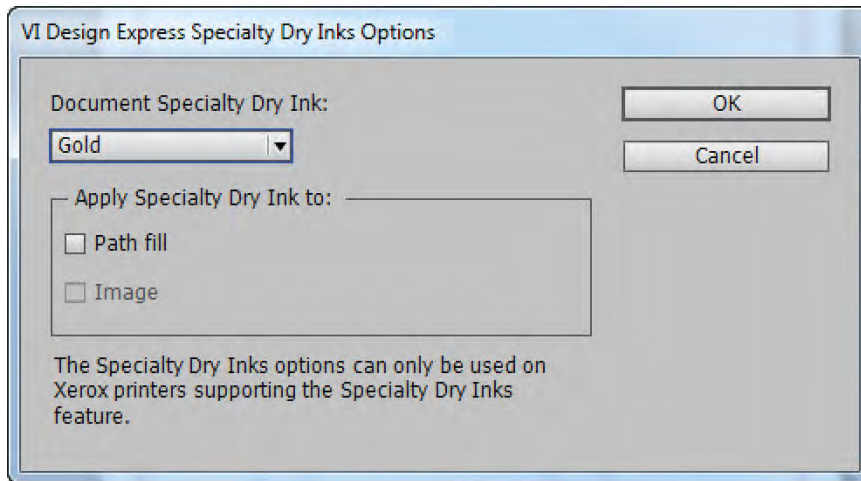 VI Design Express Specialty Dry Inks Options
Document Specialty Dry Ink:
OK
Gold
Cancel
Apply Specialty Dry Ink to:
Path fill
Image
The Specialty Dry Inks options can only be used on
Xerox printers supporting the Specialty Dry Inks
feature.